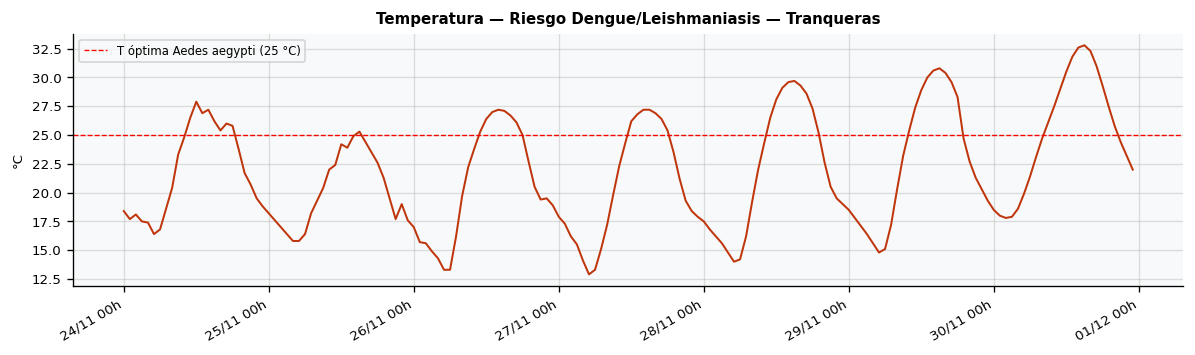 Temperatura — Riesgo Dengue/Leishmaniasis — Tranqueras
T óptima Aedes aegypti (25 °C)
°C
32.5
30.0
27.5
25.0
22.5
20.0
17.5
15.0
12.5
24/11 00h
25/11 00h
26/11 00h
27/11 00h
28/11 00h
29/11 00h
30/11 00h
01/12 00h